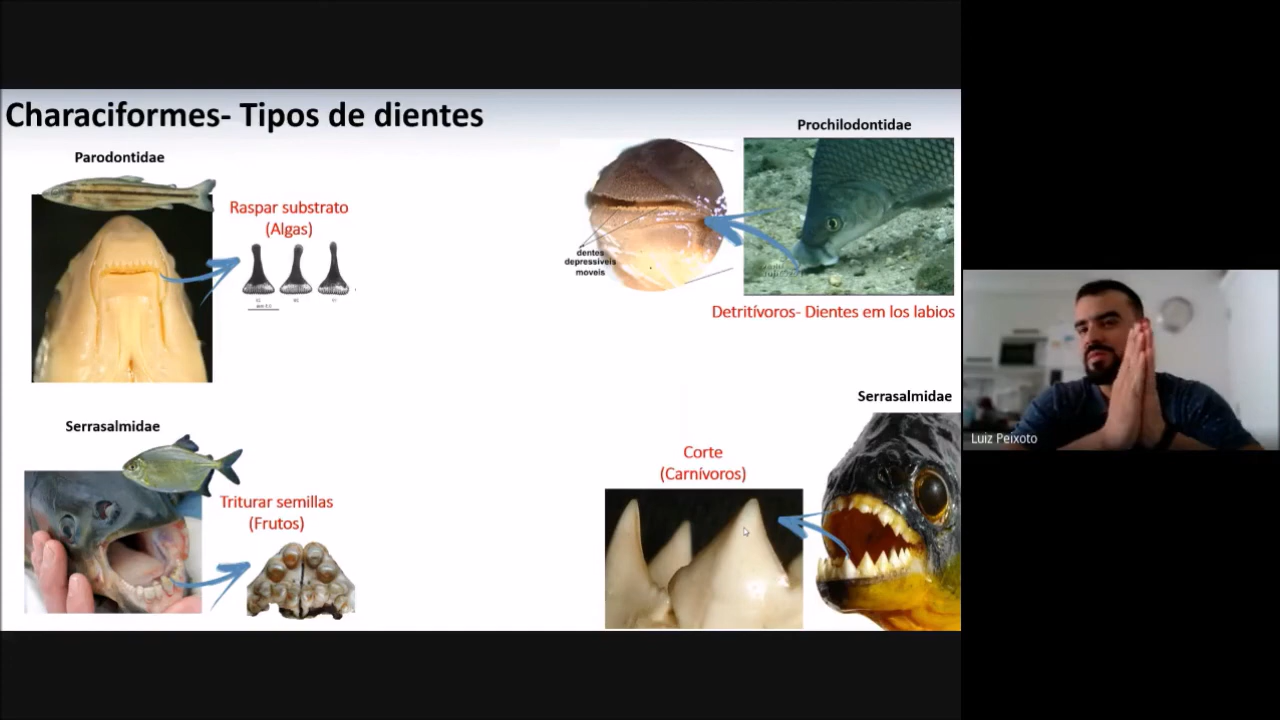 Characiformes- Tipos de dientes
Parodontidae
Raspar substrato
(Algas)
Prochilodontidae
dentes
depressíveis
moveis
Detritívoros- Dientes em los labios
Serrasalmidae
Triturar semillas
(Frutos)
Serrasalmidae
Corte
(Carnívoros)
Luiz Peixoto